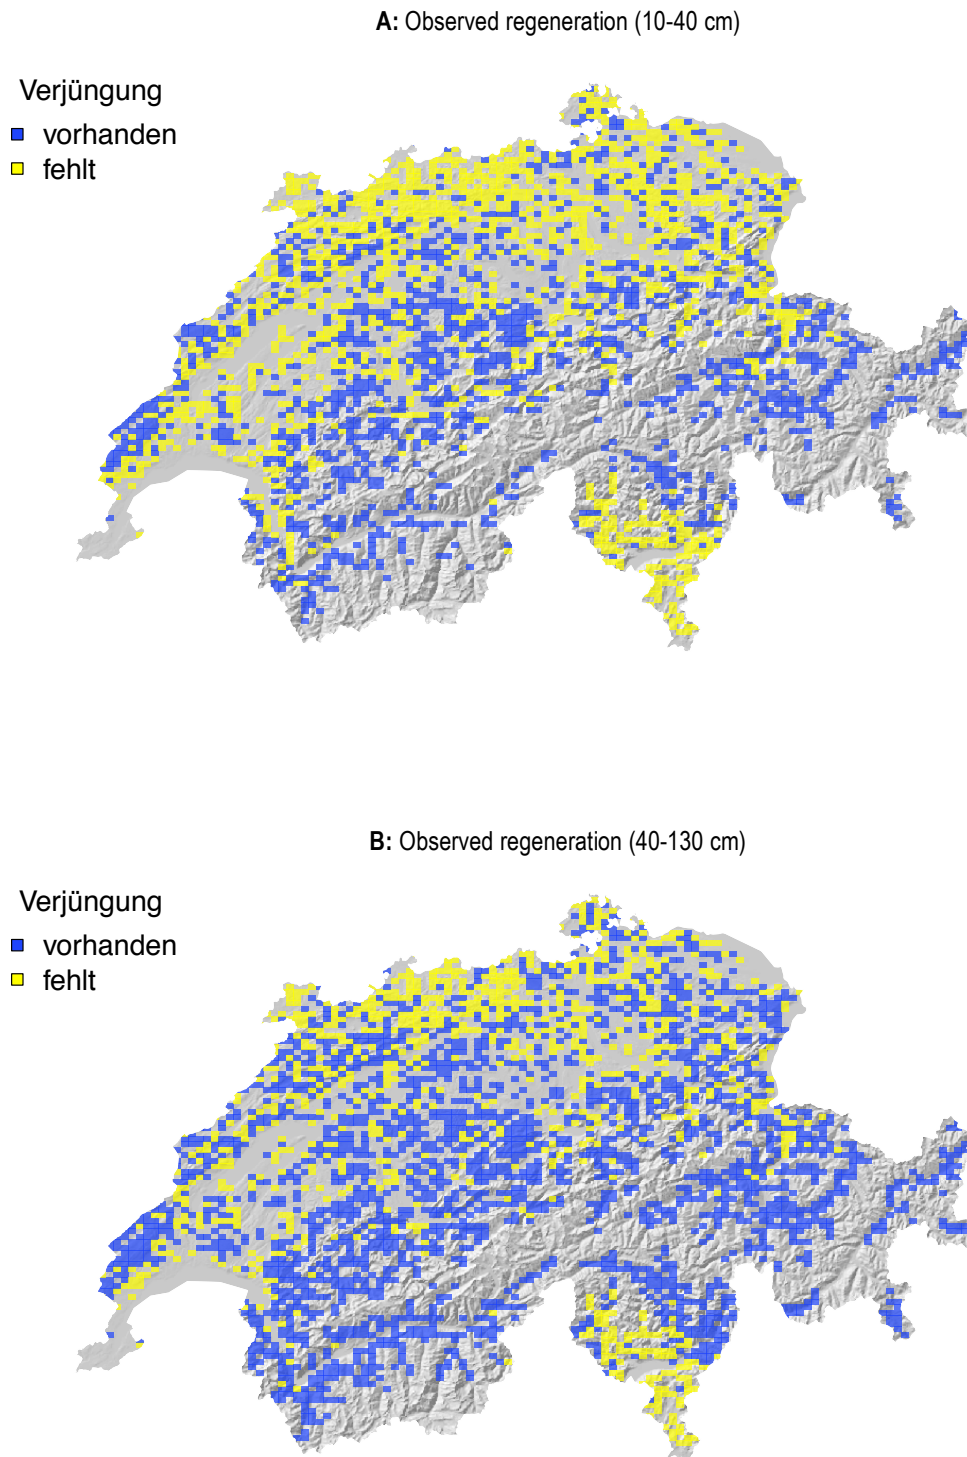 A: Observed regeneration (10-40 cm)
Verjüngung
vorhanden
fehlt
B: Observed regeneration (40-130 cm)
Verjüngung
vorhanden
fehlt